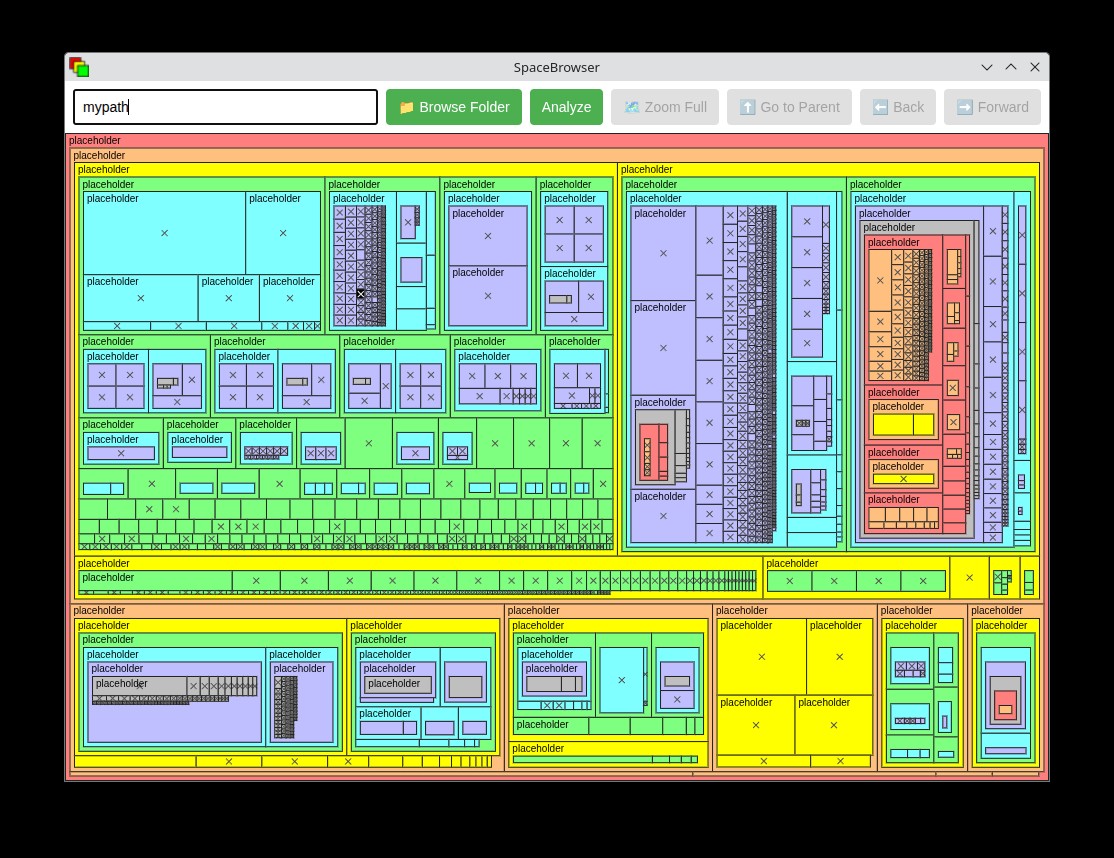 SpaceBrowser
mypath Browse Folder Analyze Zoom Full Go to Parent Back Forward
placeholder
placeholder
placeholder placeholder
placeholder placeholder placeholder placeholder placeholder placeholder
placeholder placeholder placeholder placeholder placeholder
placeholder placeholder placeholder
placeholder
placeholder
placeholder placeholder
placeholder placeholder placeholder
placeholder
placeholder placeholder placeholder placeholder placeholder
placeholder placeholder placeholder placeholder
placeholder
placeholder
placeholder
placeholder placeholder placeholder
placeholder placeholder
placeholder
placeholder
placeholder placeholder
placeholder placeholder
placeholder
placeholder placeholder placeholder placeholder placeholder
placeholder placeholder placeholder placeholder placeholder placeholder placeholder
placeholder placeholder placeholder
placeholder placeholder placeholder placeholder
placeholder placeholder placeholder placeholder
placeholder placeholder
placeholder placeholder
placeholder
placeholder
placeholder